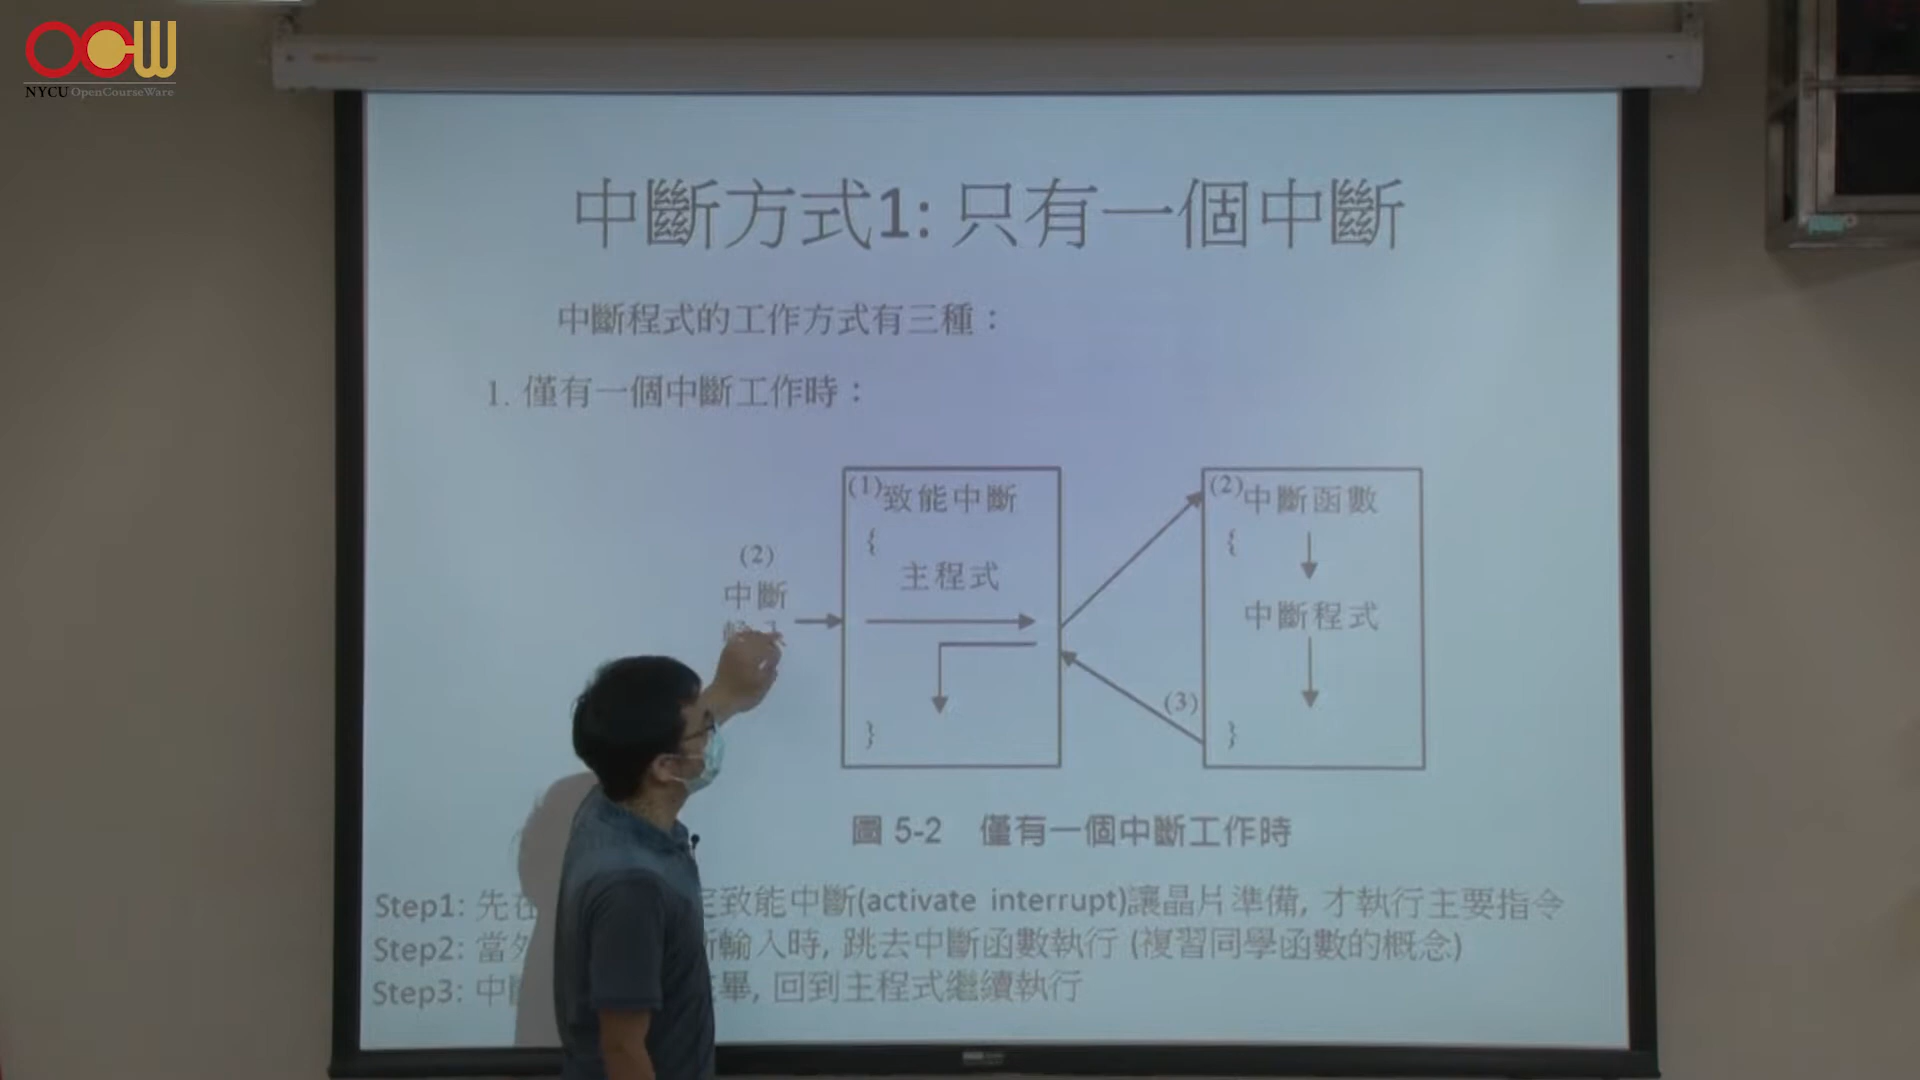 OCW
NYCU OpenCourseWare
中斷方式1: 只有一個中斷
中斷程式的工作方式有三種：
1. 僅有一個中斷工作時：
(2)
中斷
(1)致能中斷
{
主程式
}
(2)中斷函數
{
中斷程式
}
(3)
圖 5-2 僅有一個中斷工作時
Step1: 先在 致能中斷(activate interrupt)讓晶片準備, 才執行主要指令
Step2: 當外 輸入時, 跳去中斷函數執行 (複習同學函數的概念)
Step3: 中 畢, 回到主程式繼續執行